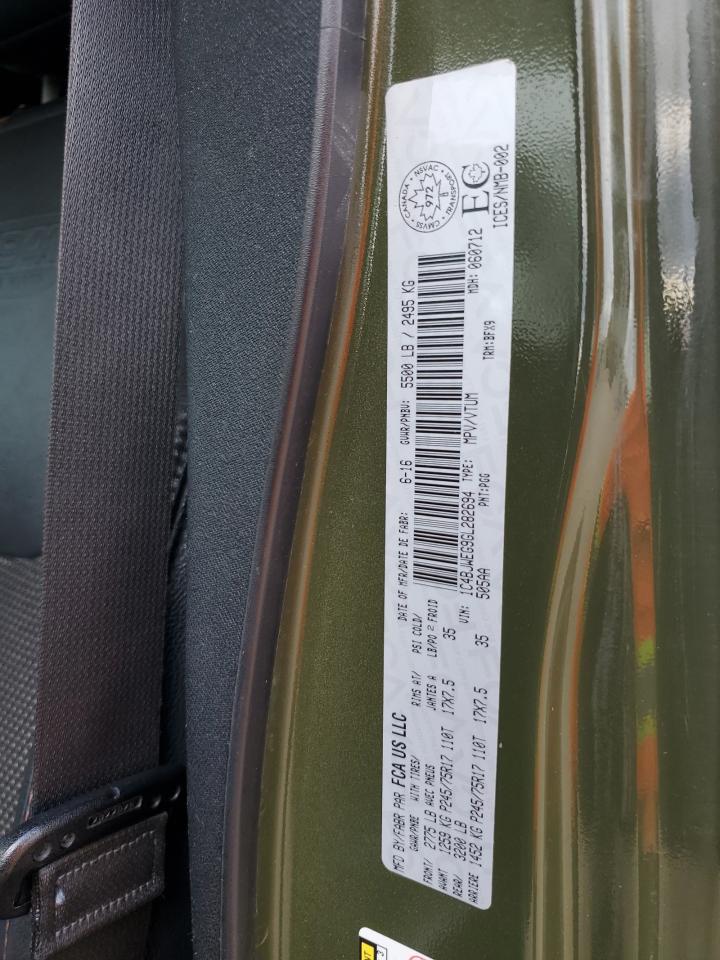 MFD BY/FABR PAR FCA US LLC
DATE OF MFR/DATE DE FABR: 6-16 GVWR/PNBV: 5500 LB / 2495 KG
GAWR/PNBE WITH TIRES/ RIMS AT/ PSI COLD/
FRONT/ 2775 LB AVEC PNEUS JANTES A LB/PO 2 FROID
AVANT 1259 KG P245/75R17 110T 17X7.5 35
REAR/ 3200 LB
ARRIERE 1452 KG P245/75R17 110T 17X7.5 35
VIN: 1C4BJWEG9GL282694 TYPE: MPV/VTUM MDH: 060712
505AA PNT:PGG TRM:BFX9
CANADA • NSVAC • TRANSPORT • CMVSS •
972
EC
ICES/NMB-002
3